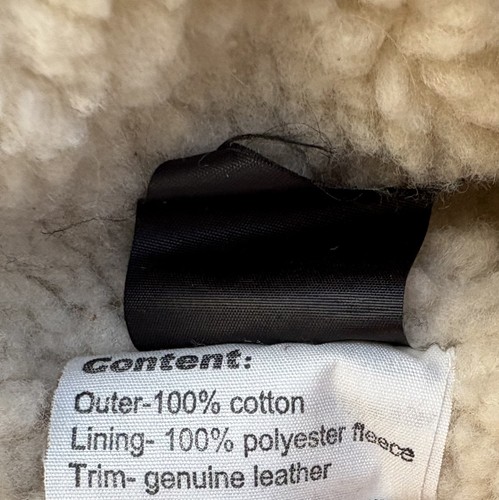 Content:
Outer-100% cotton
Lining- 100% polyester fleece
Trim- genuine leather